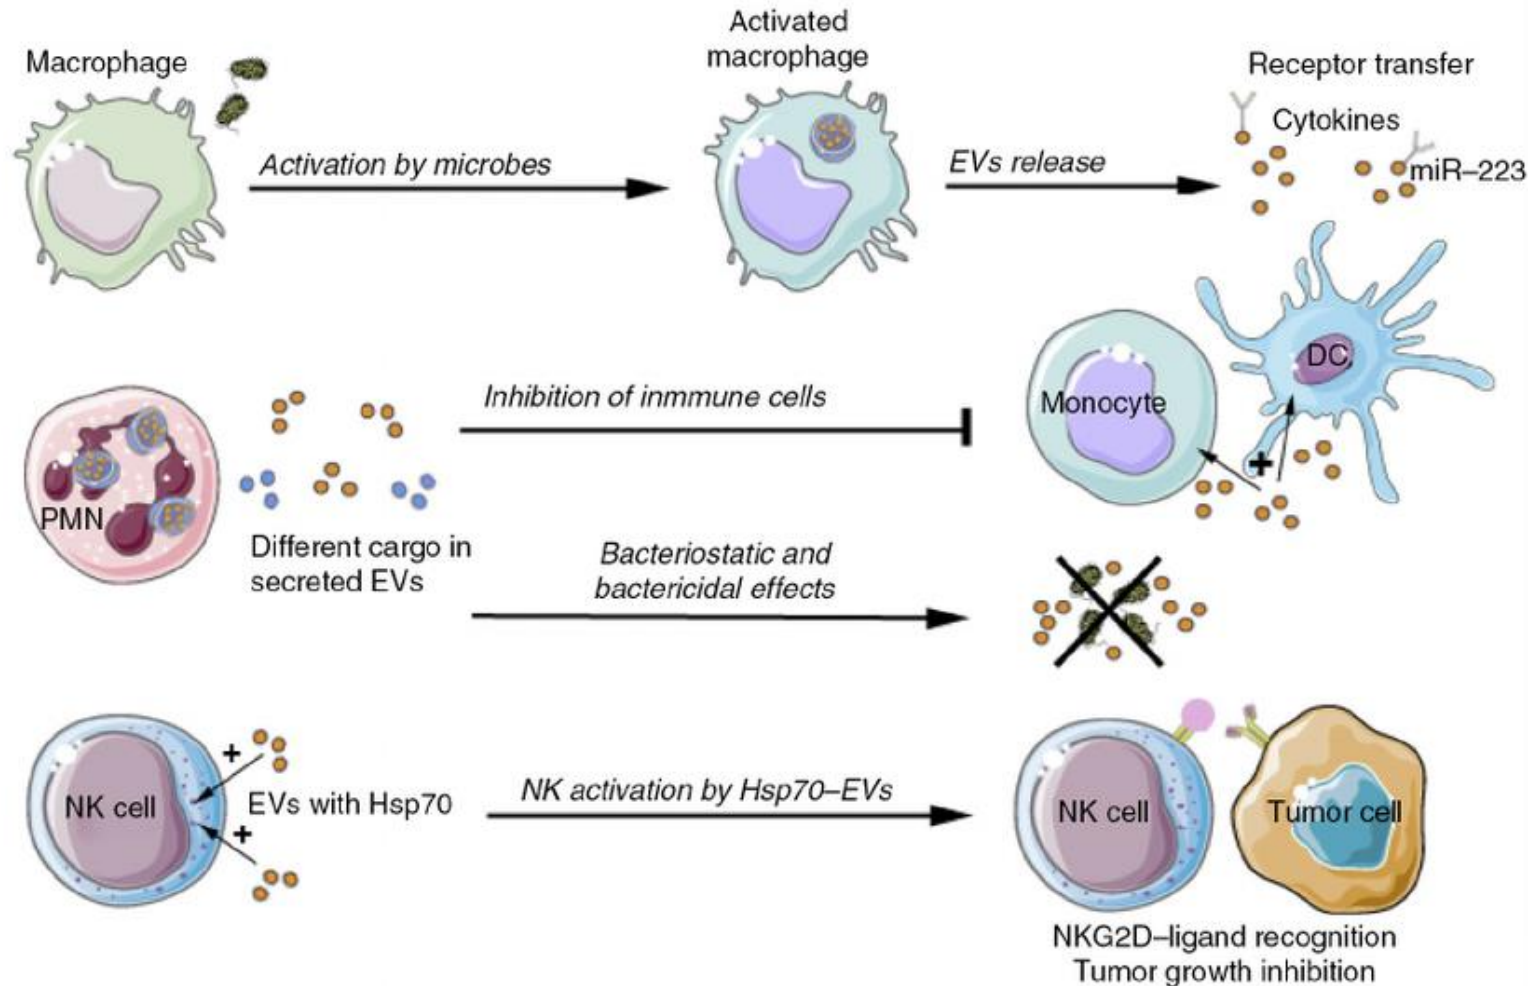 Macrophage
Activation by microbes
Activated
macrophage
EVs release
Receptor transfer
Cytokines
miR–223
PMN
Different cargo in
secreted EVs
Inhibition of inmmune cells
Monocyte
DC
+
Bacteriostatic and
bactericidal effects
NK cell
+
EVs with Hsp70
+
NK activation by Hsp70–EVs
NK cell
Tumor cell
NKG2D–ligand recognition
Tumor growth inhibition